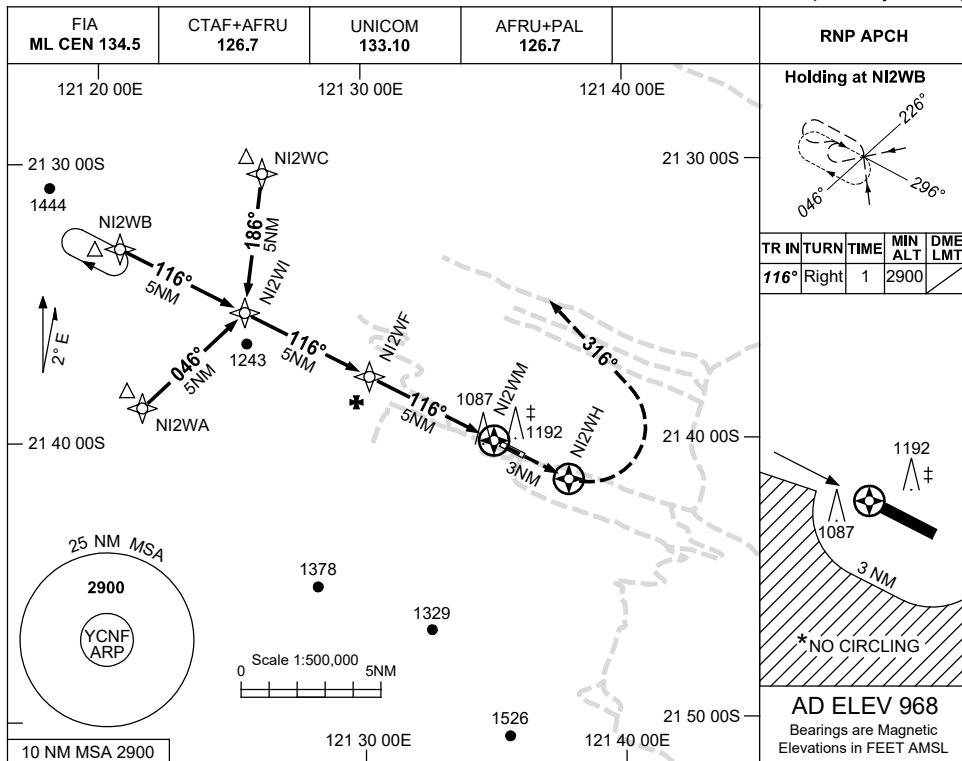 FIA
ML CEN 134.5
CTAF+AFRU
126.7
UNICOM
133.10
AFRU+PAL
126.7
RNP APCH
121 20 00E
121 30 00E
121 40 00E
21 30 00S
21 30 00S
1444
NI2WC
NI2WB
186°
5NM
NI2WI
116°
5NM
2° E
046°
5NM
NI2WA
1243
116°
5NM
NI2WF
116°
5NM
1087
NI2WM
‡
1192
3NM
NI2WH
316°
21 40 00S
21 40 00S
25 NM MSA
2900
YCNF
ARP
1378
1329
Scale 1:500,000
0
5NM
1526
21 50 00S
121 30 00E
121 40 00E
10 NM MSA 2900
Holding at NI2WB
226°
296°
046°
TR IN
TURN
TIME
MIN
ALT
DME
LMT
116°
Right
1
2900
1192
‡
1087
3 NM
*NO CIRCLING
AD ELEV 968
Bearings are Magnetic
Elevations in FEET AMSL